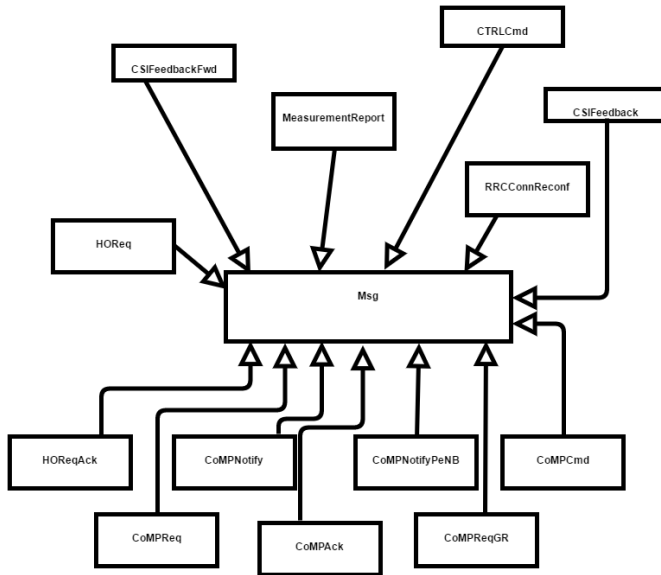 CTRLCmd
CSIFeedbackFwd
CSIFeedback
MeasurementReport
RRCConnReconf
HOReq
Msg
HOReqAck
CoMPNotify
CoMPNotifyPeNB
CoMPCmd
CoMPReq
CoMPAck
CoMPReqGR